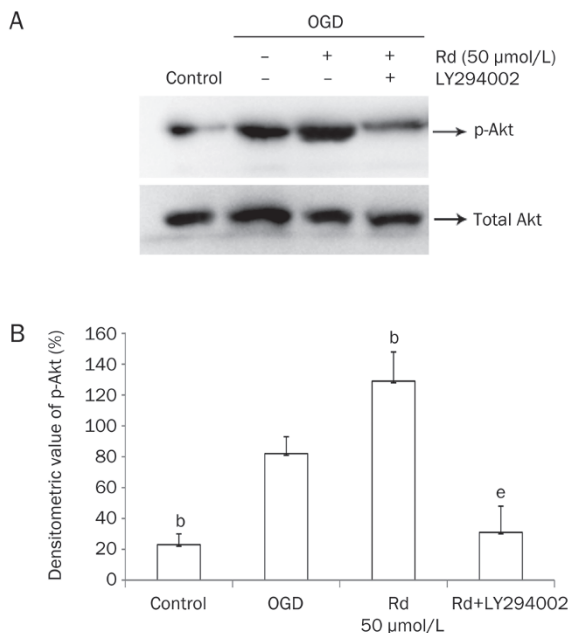 A
OGD
– + + Rd (50 µmol/L)
Control – – + LY294002
p-Akt
Total Akt
B
Densitometric value of p-Akt (%)
160
140
120
100
80
60
40
20
0
b
b
e
Control OGD Rd Rd+LY294002
50 µmol/L